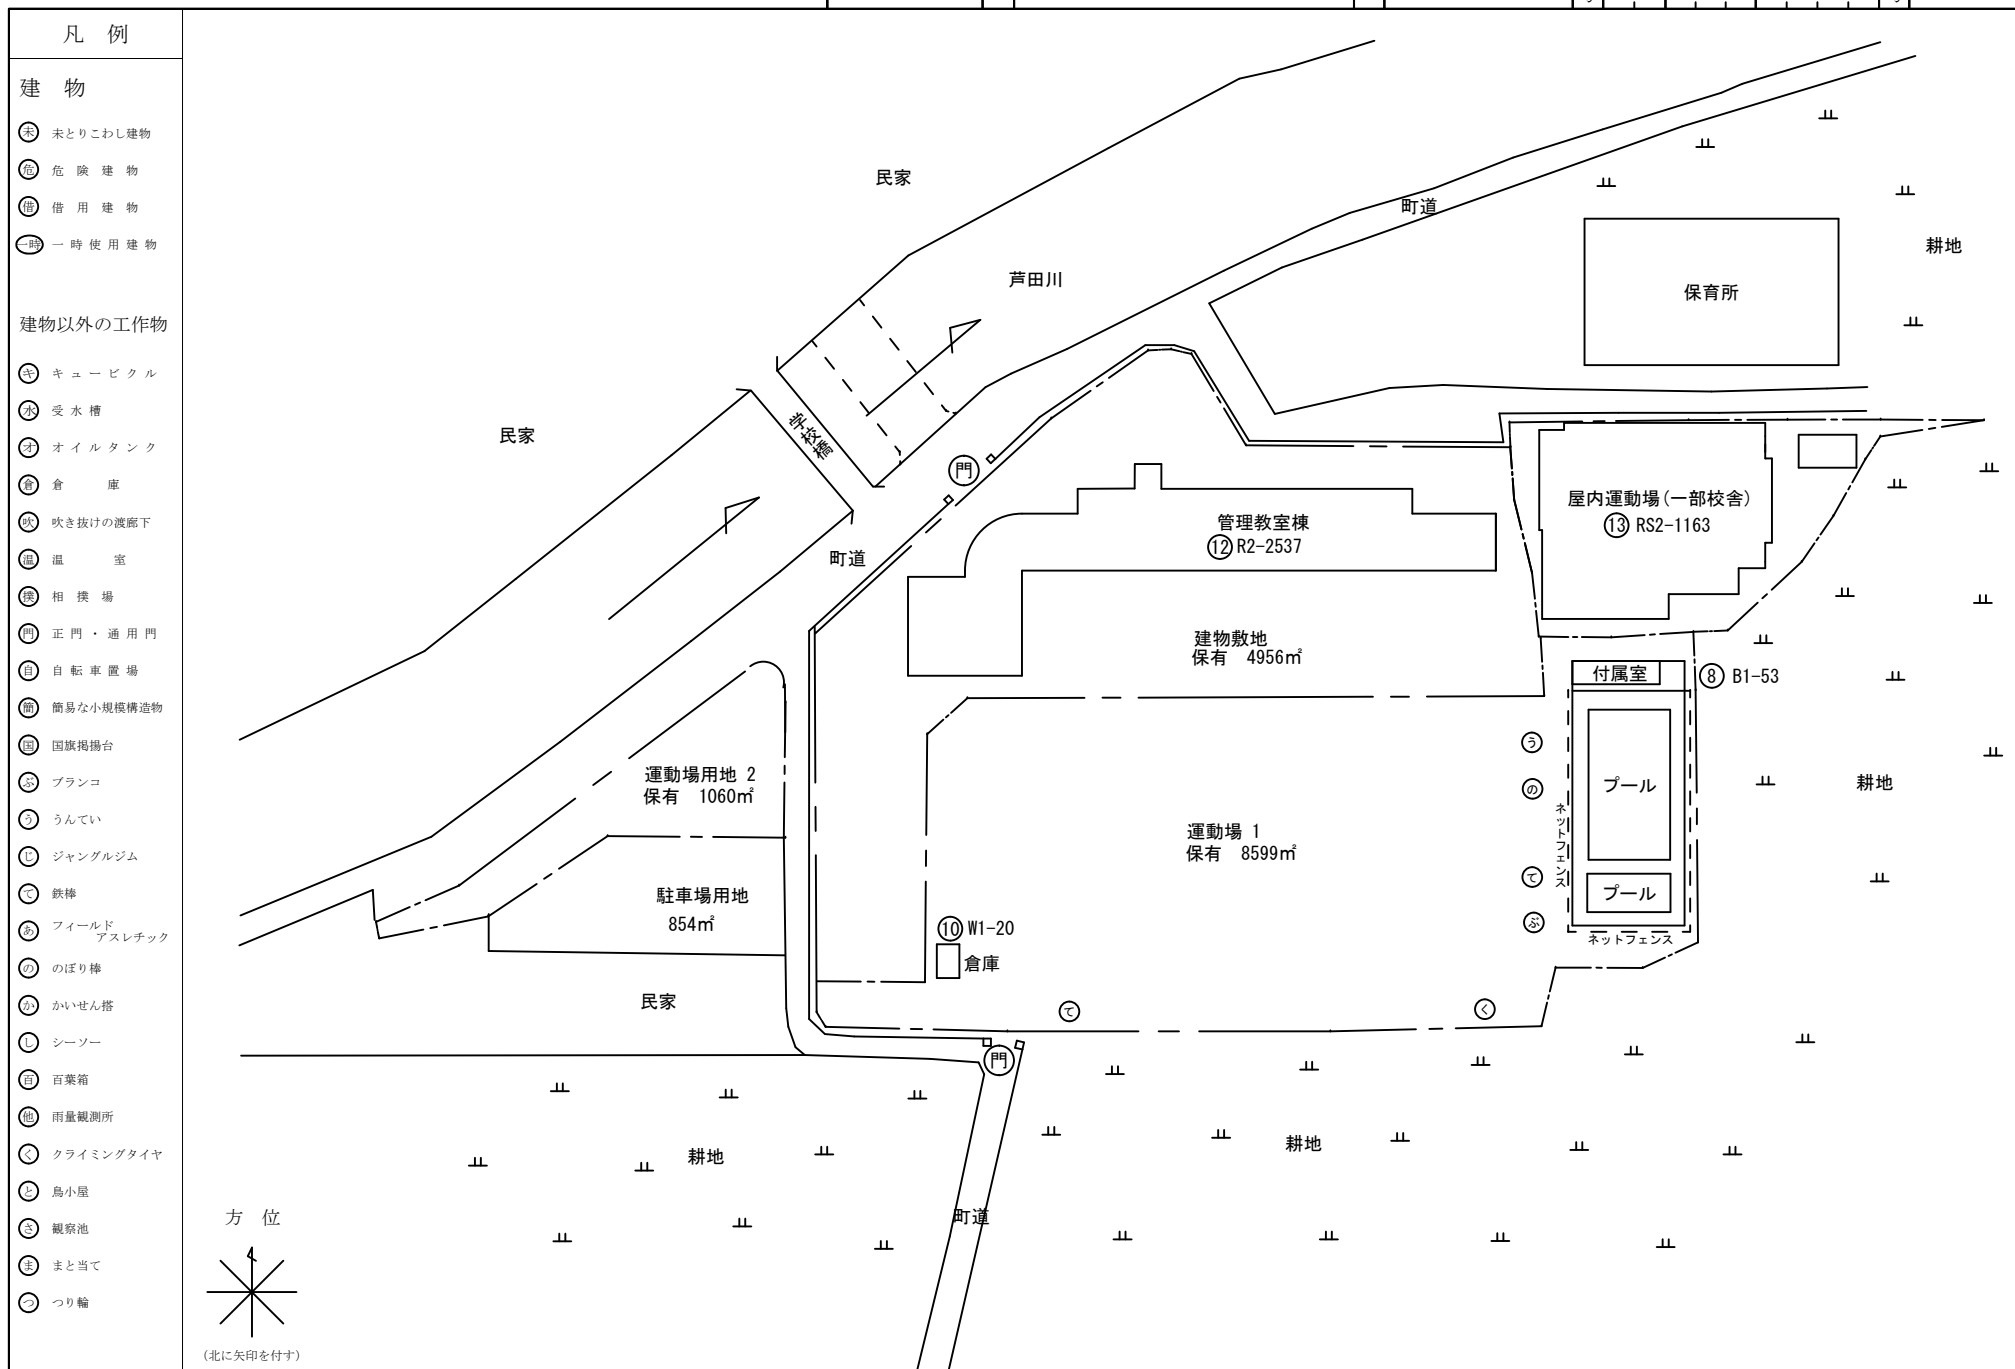 凡 例
建 物
未 未とりこわし建物
危 危 険 建 物
借 借 用 建 物
一時 一 時 使 用 建 物
建物以外の工作物
キ キ ュ ー ビ ク ル
水 受 水 槽
オ オ イ ル タ ン ク
倉 倉 庫
吹 吹き抜けの渡廊下
温 温 室
撲 相 撲 場
門 正 門 ・ 通 用 門
自 自 転 車 置 場
簡 簡易な小規模構造物
国 国旗掲揚台
ぶ ブランコ
う うんてい
じ ジャングルジム
て 鉄棒
あ フィールド
アスレチック
の のぼり棒
か かいせん搭
し シーソー
百 百葉箱
他 雨量観測所
く クライミングタイヤ
と 鳥小屋
さ 観察池
ま まと当て
つ つり輪
方 位
(北に矢印を付す)
民家
町道
耕地
芦田川
保育所
民家
学校橋
門
屋内運動場(一部校舎)
⑬ RS2-1163
管理教室棟
⑫ R2-2537
町道
建物敷地
保有 4956㎡
付属室
⑧ B1-53
う
の
プール
耕地
ネットフェンス
運動場用地 2
保有 1060㎡
運動場 1
保有 8599㎡
て
プール
ぶ
ネットフェンス
駐車場用地
854㎡
⑩ W1-20
倉庫
民家
て
く
門
耕地
耕地
町道